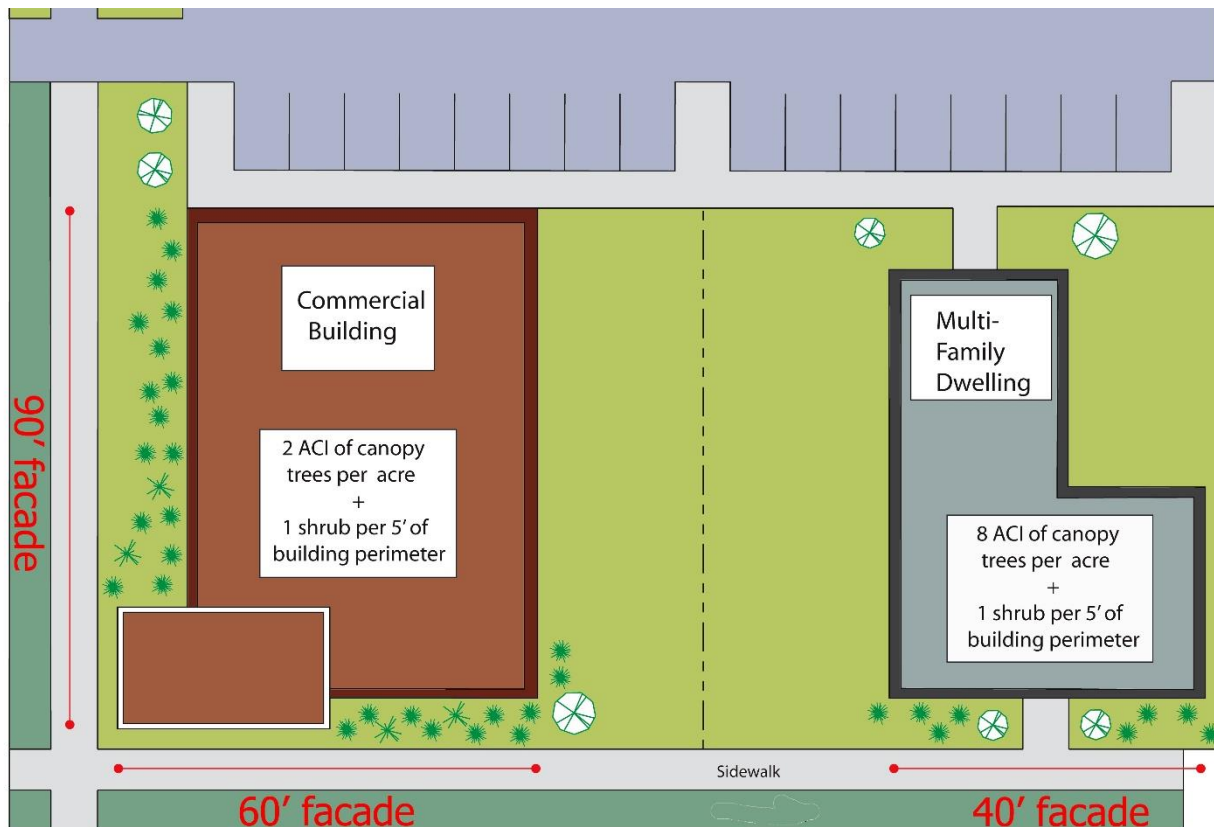 Commercial
Building
Multi-
Family
Dwelling
2 ACI of canopy
trees per acre
+
1 shrub per 5' of
building perimeter
8 ACI of canopy
trees per acre
+
1 shrub per 5' of
building perimeter
90' facade
Sidewalk
60' facade
40' facade